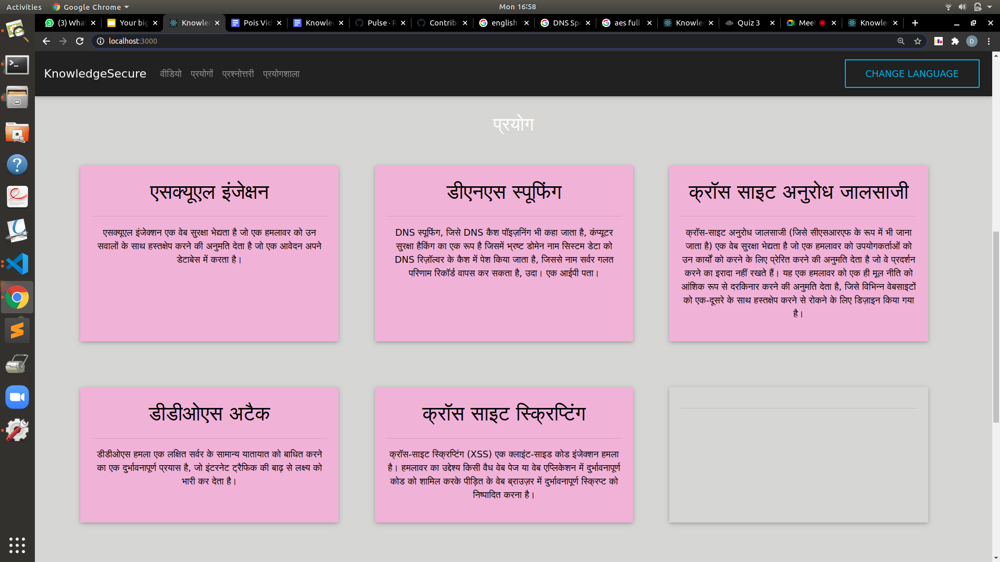 Activities Google Chrome Mon 16:58
(3) What Your big Knowle Pois Vid Knowle Pulse · R Contrib english DNS Spo aes full Knowle Quiz 3 Meet Knowle
localhost:3000 D
KnowledgeSecure वीडियो प्रयोगों प्रश्नोत्तरी प्रयोगशाला CHANGE LANGUAGE
प्रयोग
एसक्यूएल इंजेक्षन
एसक्यूएल इंजेक्शन एक वेब सुरक्षा भेद्यता है जो एक हमलावर को उन
सवालों के साथ हस्तक्षेप करने की अनुमति देता है जो एक आवेदन अपने
डेटाबेस में करता है।
डीएनएस स्पूफिंग
DNS स्पूफिंग, जिसे DNS कैश पॉइज़निंग भी कहा जाता है, कंप्यूटर
सुरक्षा हैकिंग का एक रूप है जिसमें भ्रष्ट डोमेन नाम सिस्टम डेटा को
DNS रिज़ॉल्वर के कैश में पेश किया जाता है, जिससे नाम सर्वर गलत
परिणाम रिकॉर्ड वापस कर सकता है, उदा। एक आईपी पता।
क्रॉस साइट अनुरोध जालसाजी
क्रॉस-साइट अनुरोध जालसाजी (जिसे सीएसआरएफ के रूप में भी जाना
जाता है) एक वेब सुरक्षा भेद्यता है जो एक हमलावर को उपयोगकर्ताओं को
उन कार्यों को करने के लिए प्रेरित करने की अनुमति देता है जो वे प्रदर्शन
करने का इरादा नहीं रखते हैं। यह एक हमलावर को एक ही मूल नीति को
आंशिक रूप से दरकिनार करने की अनुमति देता है, जिसे विभिन्न वेबसाइटों
को एक-दूसरे के साथ हस्तक्षेप करने से रोकने के लिए डिज़ाइन किया गया
है।
डीडीओएस अटैक
डीडीओएस हमला एक लक्षित सर्वर के सामान्य यातायात को बाधित करने
का एक दुर्भावनापूर्ण प्रयास है, जो इंटरनेट ट्रैफिक की बाढ़ से लक्ष्य को
भारी कर देता है।
क्रॉस साइट स्क्रिप्टिंग
क्रॉस-साइट स्क्रिप्टिंग (XSS) एक क्लाइंट-साइड कोड इंजेक्शन हमला
है। हमलावर का उद्देश्य किसी वैध वेब पेज या वेब एप्लिकेशन में दुर्भावनापूर्ण
कोड को शामिल करके पीड़ित के वेब ब्राउज़र में दुर्भावनापूर्ण स्क्रिप्ट को
निष्पादित करना है।